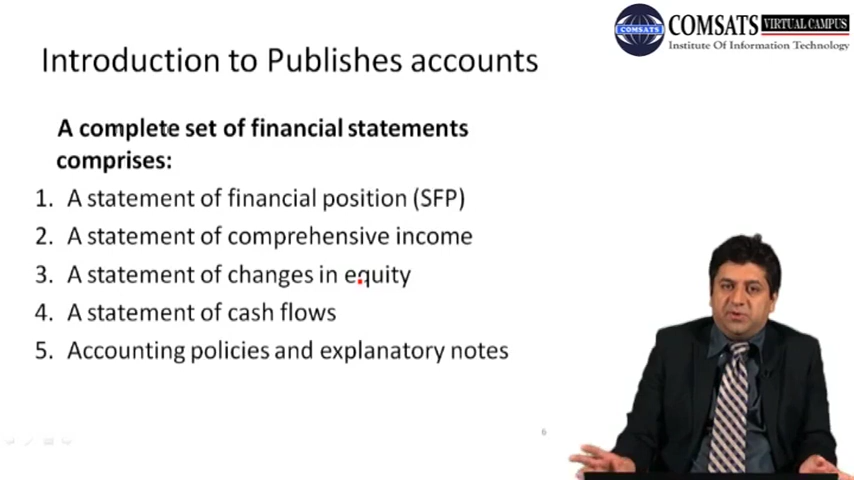 COMSATS
COMSATS VIRTUAL CAMPUS
Institute Of Information Technology
Introduction to Publishes accounts
A complete set of financial statements
comprises:
1. A statement of financial position (SFP)
2. A statement of comprehensive income
3. A statement of changes in equity
4. A statement of cash flows
5. Accounting policies and explanatory notes
6